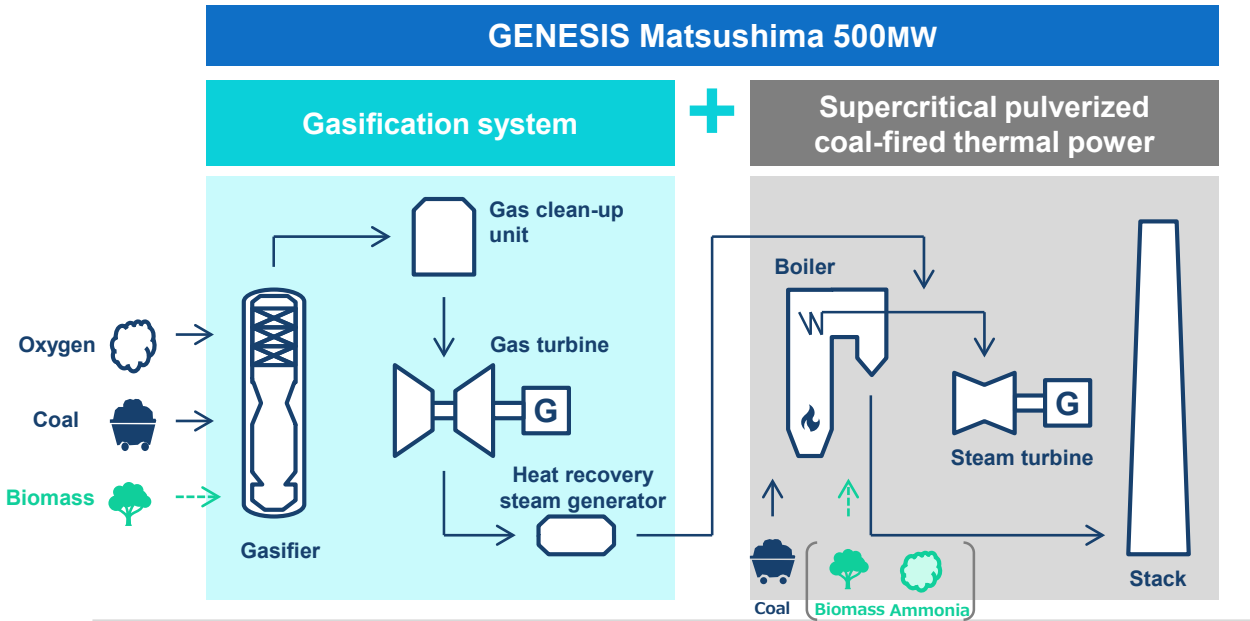 GENESIS Matsushima 500MW
Gasification system
+
Supercritical pulverized
coal-fired thermal power
Gas clean-up
unit
Boiler
Oxygen
Gas turbine
G
Coal
G
Steam turbine
Biomass
Heat recovery
steam generator
Gasifier
Stack
Coal
Biomass
Ammonia